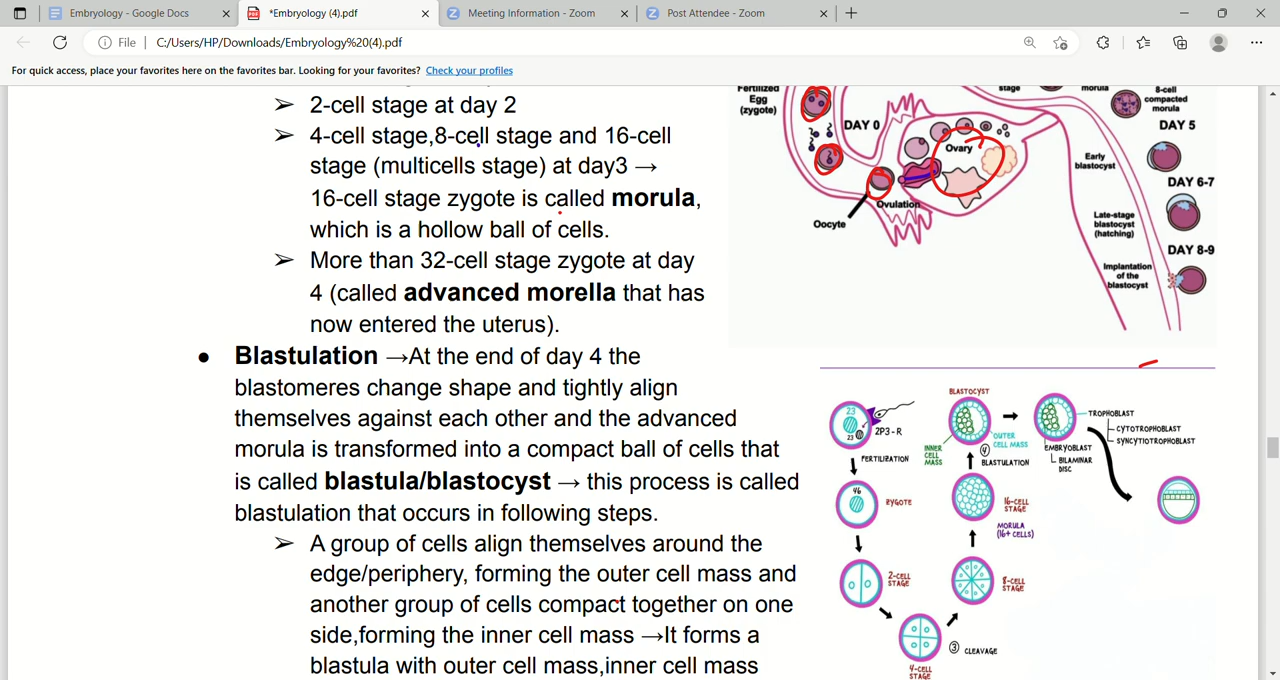 Embryology - Google Docs
*Embryology (4).pdf
Meeting Information - Zoom
Post Attendee - Zoom
File
C:/Users/HP/Downloads/Embryology%20(4).pdf
For quick access, place your favorites here on the favorites bar. Looking for your favorites? Check your profiles
➢ 2-cell stage at day 2
➢ 4-cell stage,8-cell stage and 16-cell
stage (multicells stage) at day3 →
16-cell stage zygote is called morula,
which is a hollow ball of cells.
➢ More than 32-cell stage zygote at day
4 (called advanced morella that has
now entered the uterus).
● Blastulation →At the end of day 4 the
blastomeres change shape and tightly align
themselves against each other and the advanced
morula is transformed into a compact ball of cells that
is called blastula/blastocyst → this process is called
blastulation that occurs in following steps.
➢ A group of cells align themselves around the
edge/periphery, forming the outer cell mass and
another group of cells compact together on one
side,forming the inner cell mass →It forms a
blastula with outer cell mass,inner cell mass
Fertilized
Egg
(zygote)
DAY 0
Ovary
Ovulation
Oocyte
stage
morula
8-cell
compacted
morula
DAY 5
Early
blastocyst
DAY 6-7
Late-stage
blastocyst
(hatching)
DAY 8-9
Implantation
of the
blastocyst
23
23
2P3-R
FERTILIZATION
46
ZYGOTE
2-CELL
STAGE
4-CELL
STAGE
③ CLEAVAGE
8-CELL
STAGE
MORULA
(16+ CELLS)
16-CELL
STAGE
④
BLASTULATION
BLASTOCYST
INNER
CELL
MASS
OUTER
CELL MASS
TROPHOBLAST
CYTOTROPHOBLAST
SYNCYTIOTROPHOBLAST
EMBRYOBLAST
BILAMINAR
DISC